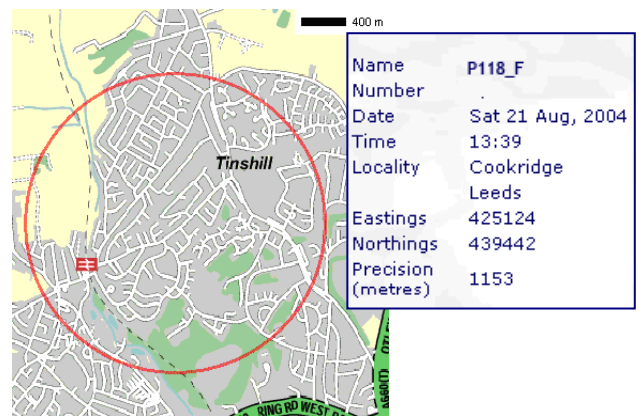 400 m
Name P118_F
Number .
Date Sat 21 Aug, 2004
Time 13:39
Locality Cookridge
Leeds
Eastings 425124
Northings 439442
Precision
(metres) 1153
Tinshill
RING RD WEST
A660(T) OTLEY